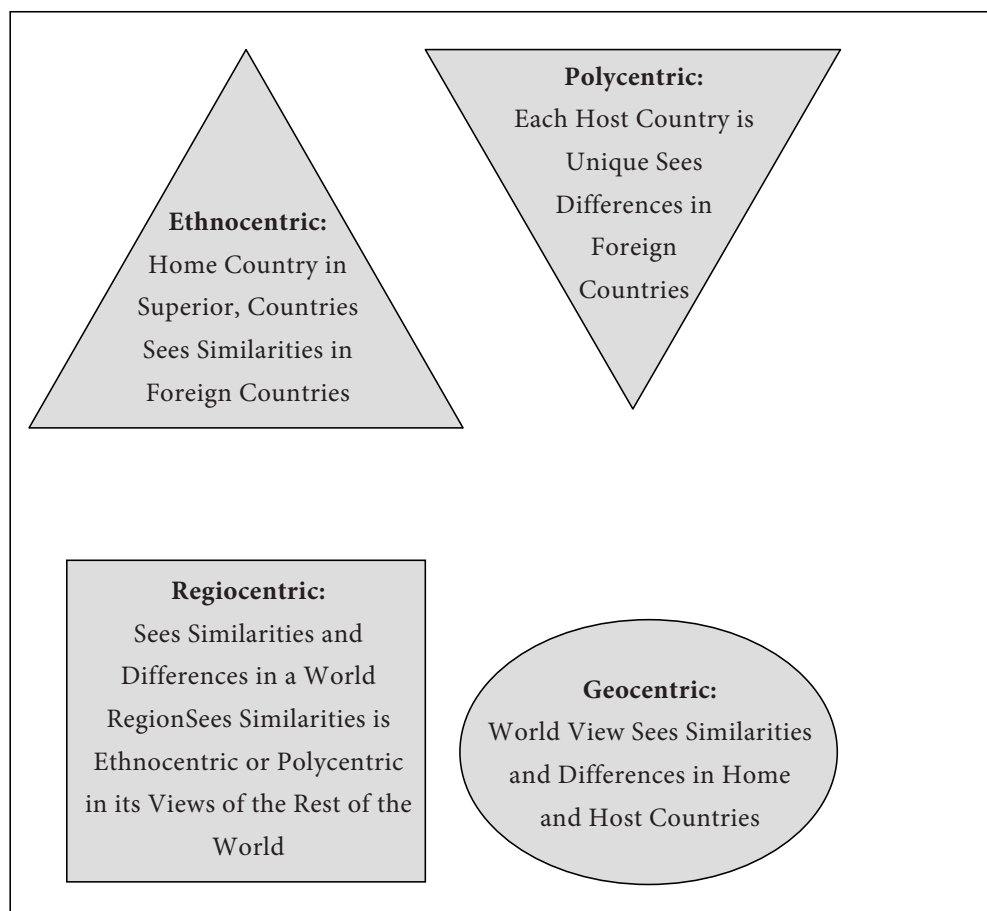 Ethnocentric:
Home Country in
Superior, Countries
Sees Similarities in
Foreign Countries
Polycentric:
Each Host Country is
Unique Sees
Differences in
Foreign
Countries
Regiocentric:
Sees Similarities and
Differences in a World
RegionSees Similarities is
Ethnocentric or Polycentric
in its Views of the Rest of the
World
Geocentric:
World View Sees Similarities
and Differences in Home
and Host Countries